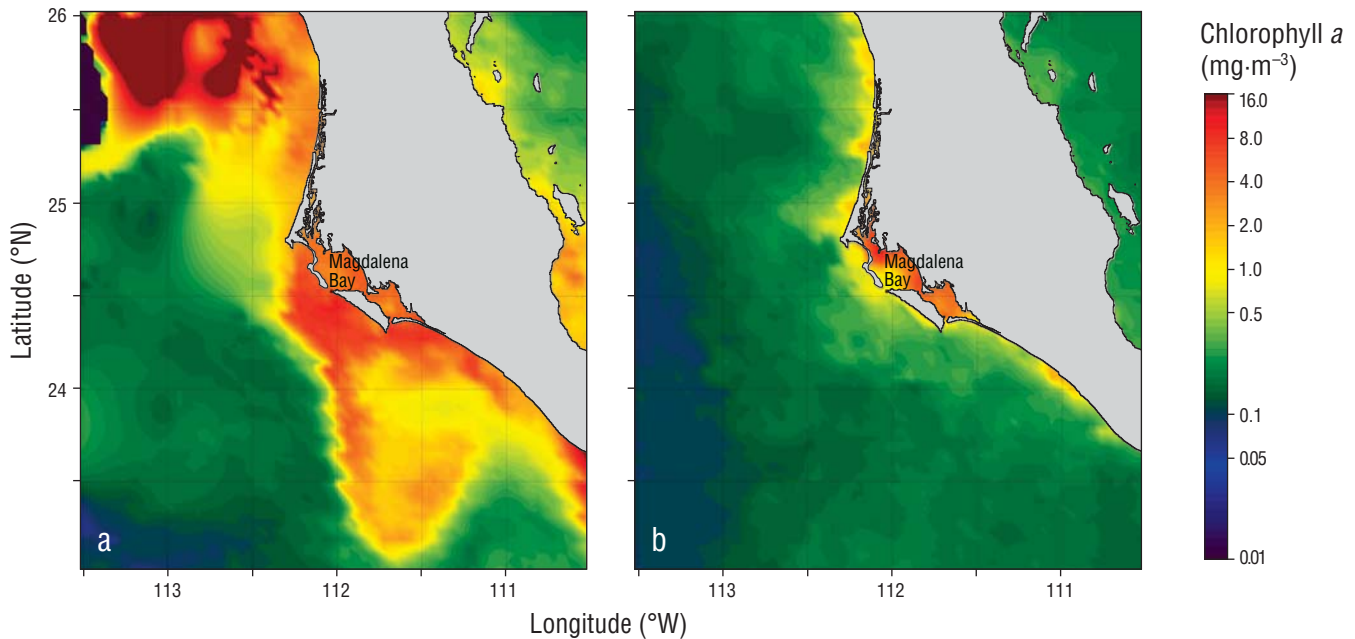 26
25
24
Latitude (°N)
Magdalena
Bay
a
113
112
111
Magdalena
Bay
b
113
112
111
Longitude (°W)
Chlorophyll a
(mg·m⁻³)
16.0
8.0
4.0
2.0
1.0
0.5
0.1
0.05
0.01